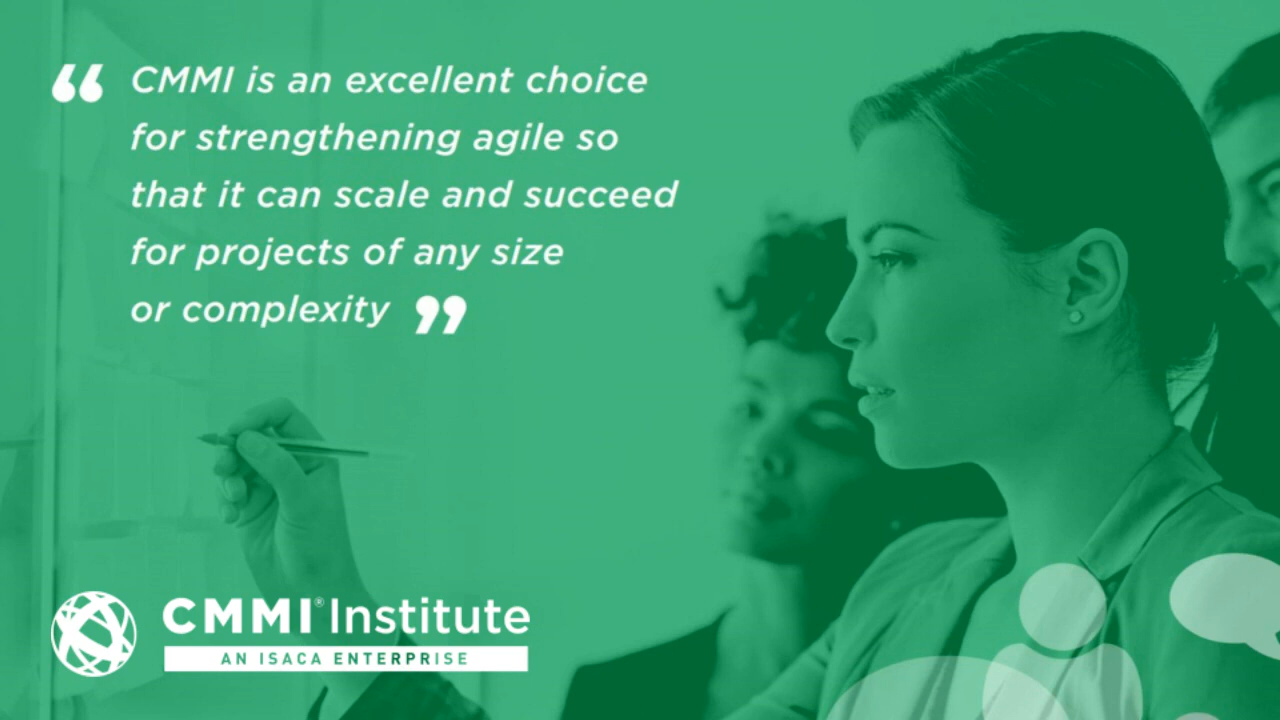 “ CMMI is an excellent choice
for strengthening agile so
that it can scale and succeed
for projects of any size
or complexity ”
CMMI® Institute
AN ISACA ENTERPRISE